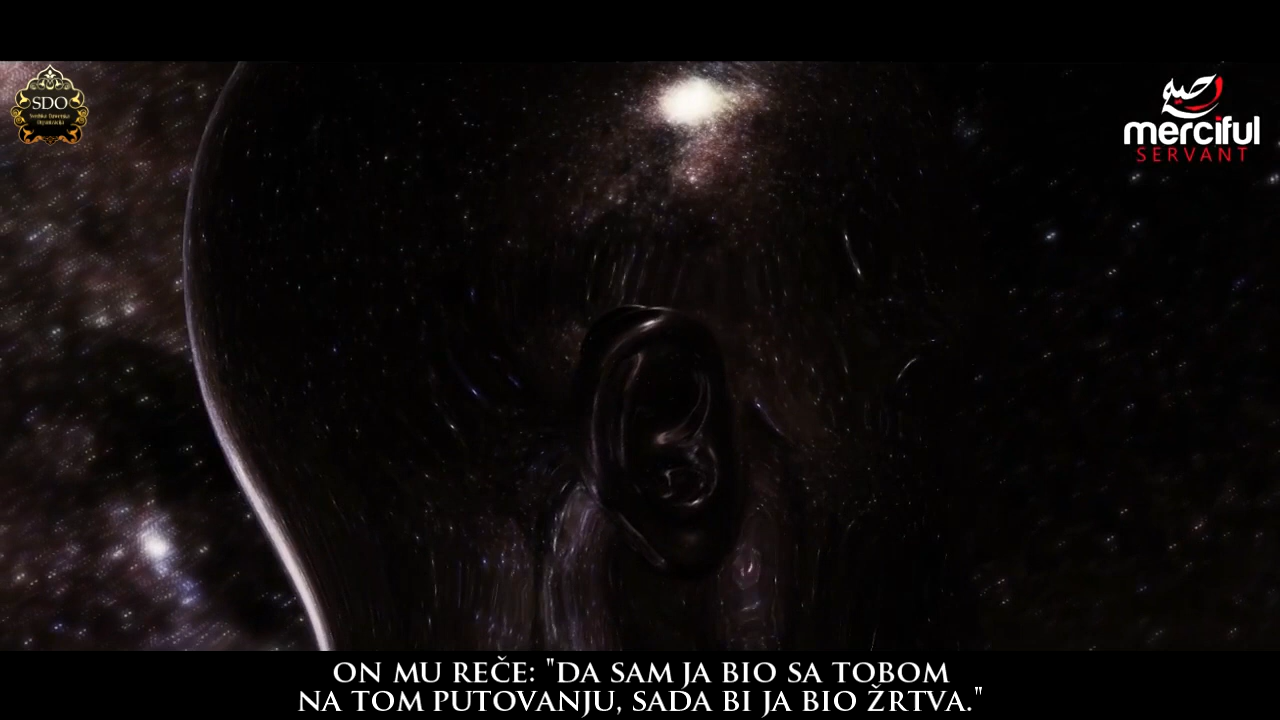 SDO
merciful
SERVANT
ON MU REČE: "DA SAM JA BIO SA TOBOM
NA TOM PUTOVANJU, SADA BI JA BIO ŽRTVA."